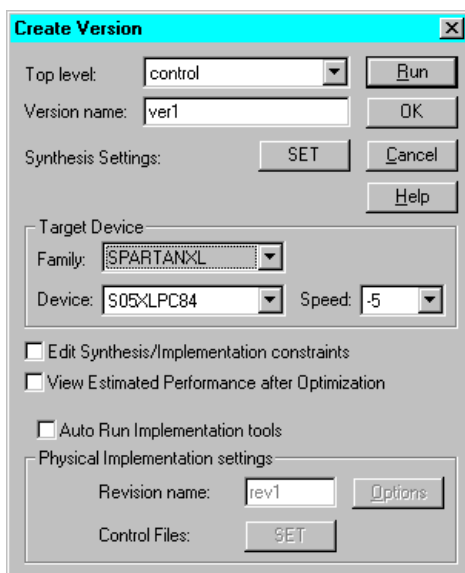 Create Version
Top level: control Run
Version name: ver1 OK
Synthesis Settings: SET Cancel
Help
Target Device
Family: SPARTANXL
Device: S05XLPC84 Speed: -5
Edit Synthesis/Implementation constraints
View Estimated Performance after Optimization
Auto Run Implementation tools
Physical Implementation settings
Revision name: rev1 Options
Control Files: SET